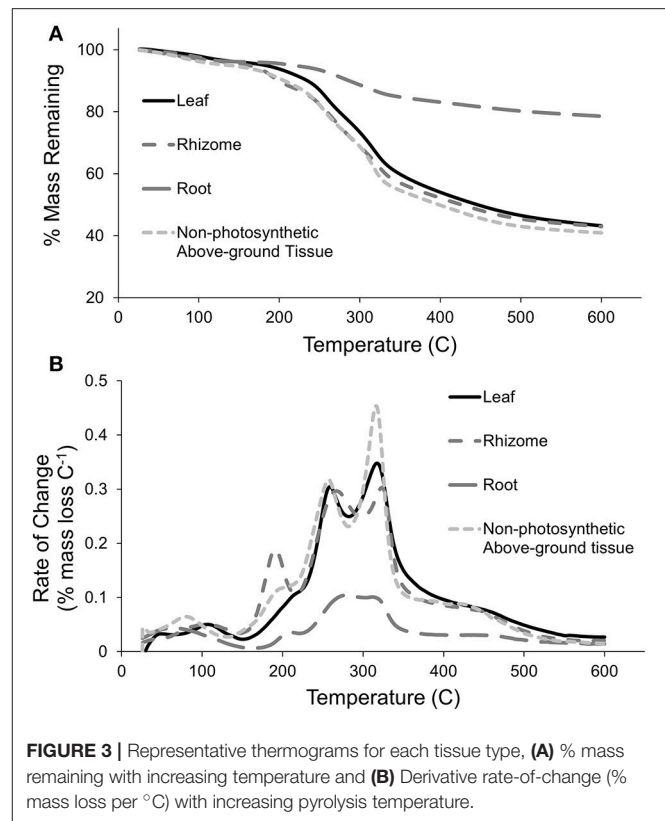 A
100
80
60
40
20
% Mass Remaining
Leaf
Rhizome
Root
Non-photosynthetic
Above-ground Tissue
0 100 200 300 400 500 600
Temperature (C)
B
0.5
0.4
0.3
0.2
0.1
0
Rate of Change
(% mass loss C-1)
Leaf
Rhizome
Root
Non-photosynthetic
Above-ground tissue
0 100 200 300 400 500 600
Temperature (C)
FIGURE 3 | Representative thermograms for each tissue type, (A) % mass
remaining with increasing temperature and (B) Derivative rate-of-change (%
mass loss per °C) with increasing pyrolysis temperature.